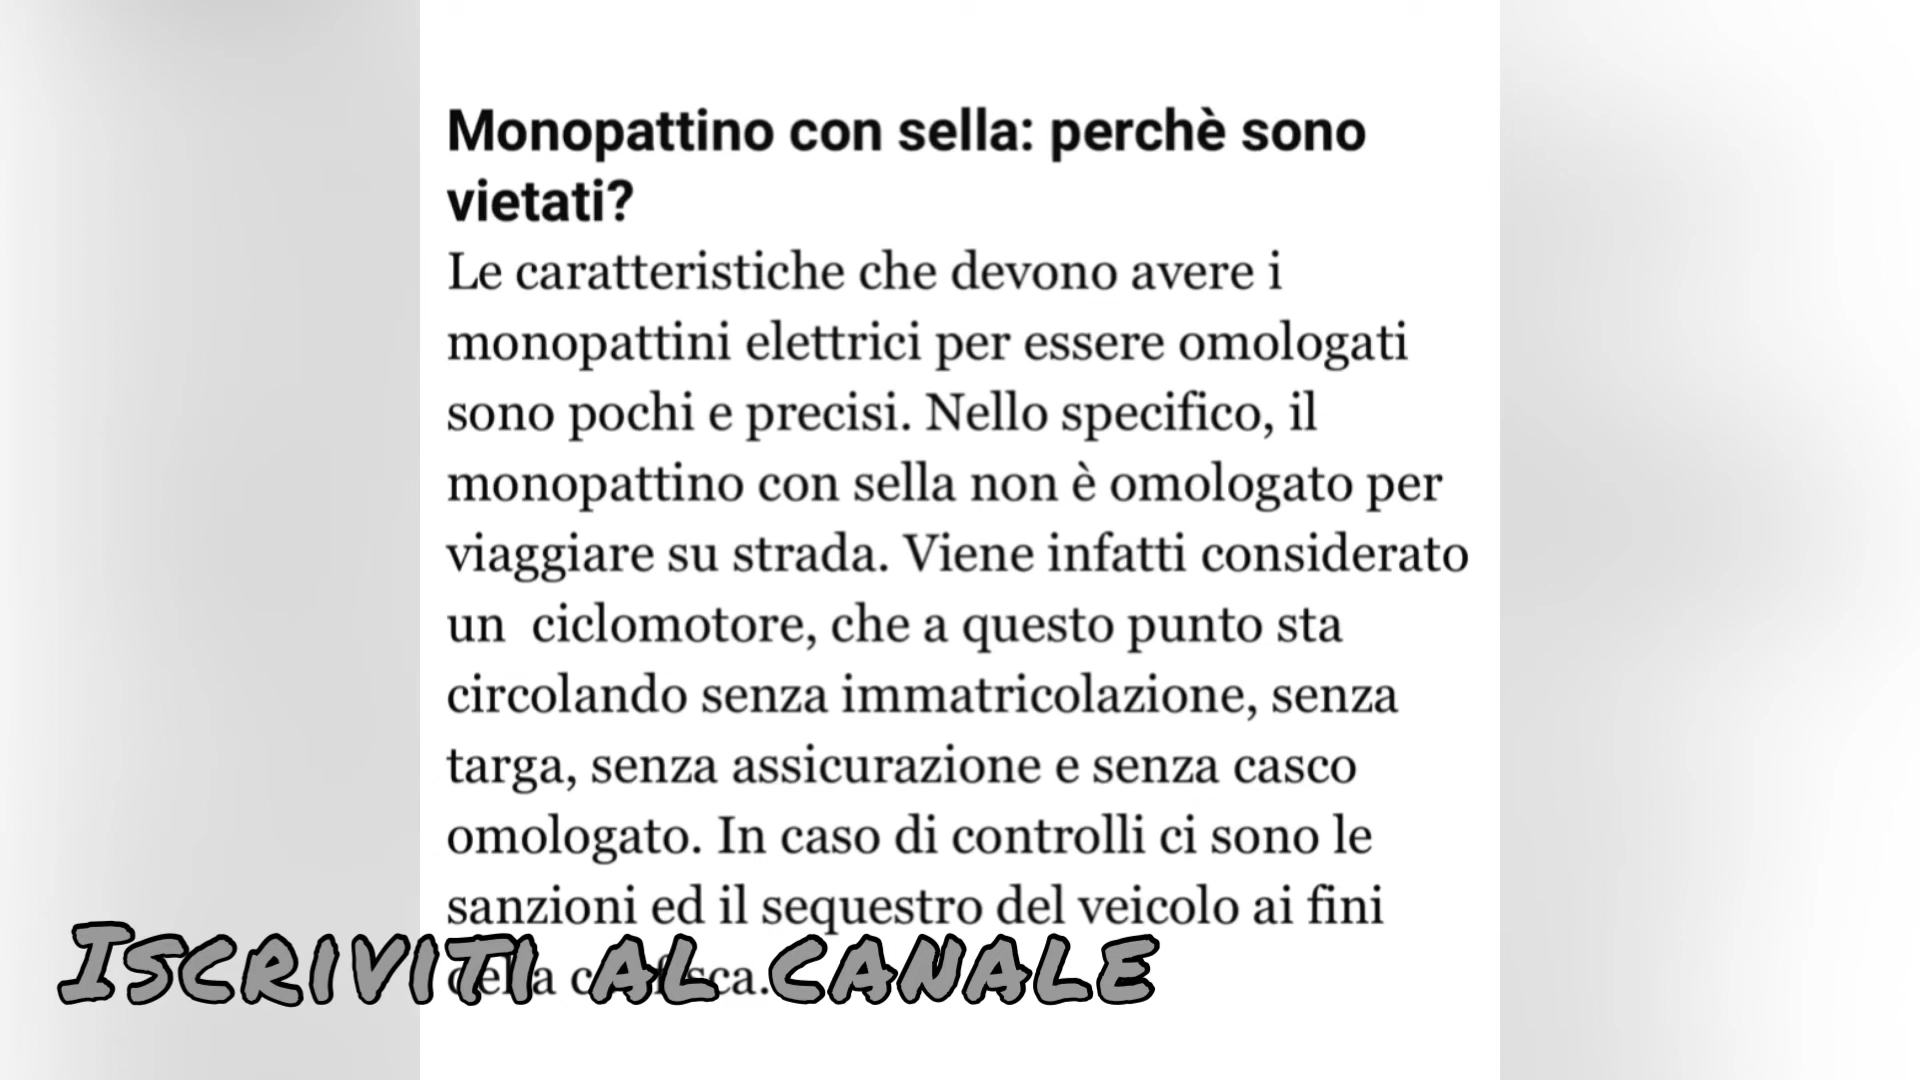 Monopattino con sella: perchè sono
vietati?
Le caratteristiche che devono avere i
monopattini elettrici per essere omologati
sono pochi e precisi. Nello specifico, il
monopattino con sella non è omologato per
viaggiare su strada. Viene infatti considerato
un  ciclomotore, che a questo punto sta
circolando senza immatricolazione, senza
targa, senza assicurazione e senza casco
omologato. In caso di controlli ci sono le
sanzioni ed il sequestro del veicolo ai fini
della confisca.
Iscriviti al canale